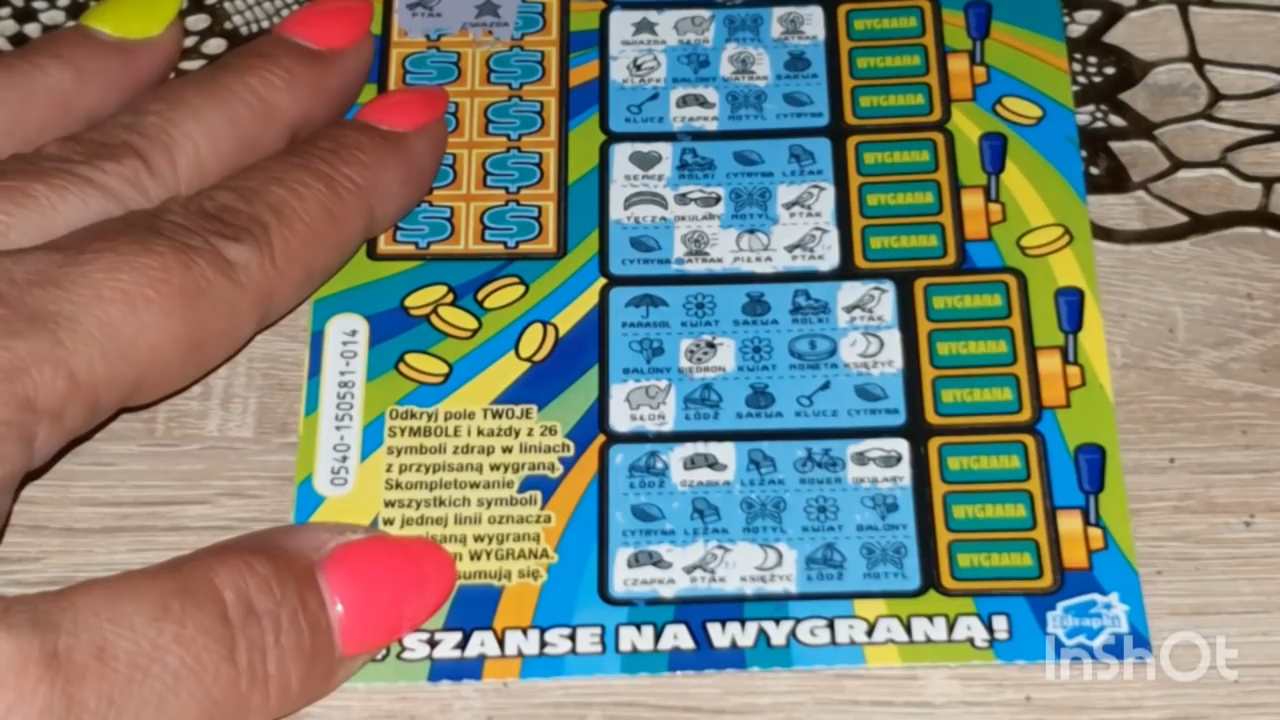 PTAK GWIAZDA
GWIAZDA SŁOŃ MOTYL WIATRAK
KLAPKI BALONY WIATRAK SAKWA
KLUCZ CZAPKA MOTYL CYTRYNA
WYGRANA
WYGRANA
WYGRANA
SERCE ROLKI CYTRYNA LEŻAK
TĘCZA OKULARY MOTYL PTAK
CYTRYNA WIATRAK PIŁKA PTAK
WYGRANA
WYGRANA
WYGRANA
PARASOL KWIAT SAKWA ROLKI PTAK
BALONY BIEDRON KWIAT MONETA KSIĘŻYC
SŁOŃ ŁÓDŹ SAKWA KLUCZ CYTRYNA
WYGRANA
WYGRANA
WYGRANA
ŁÓDŹ CZAPKA LEŻAK ROWER OKULARY
CYTRYNA LEŻAK MOTYL KWIAT BALONY
CZAPKA PTAK KSIĘŻYC ŁÓDŹ MOTYL
WYGRANA
WYGRANA
WYGRANA
0540-150581-014
Odkryj pole TWOJE
SYMBOLE i każdy z 26
symboli zdrap w liniach
z przypisaną wygraną.
Skompletowanie
wszystkich symboli
w jednej linii oznacza
isaną wygraną
WYGRANA.
sumują się.
SZANSE NA WYGRANĄ!
InShOt